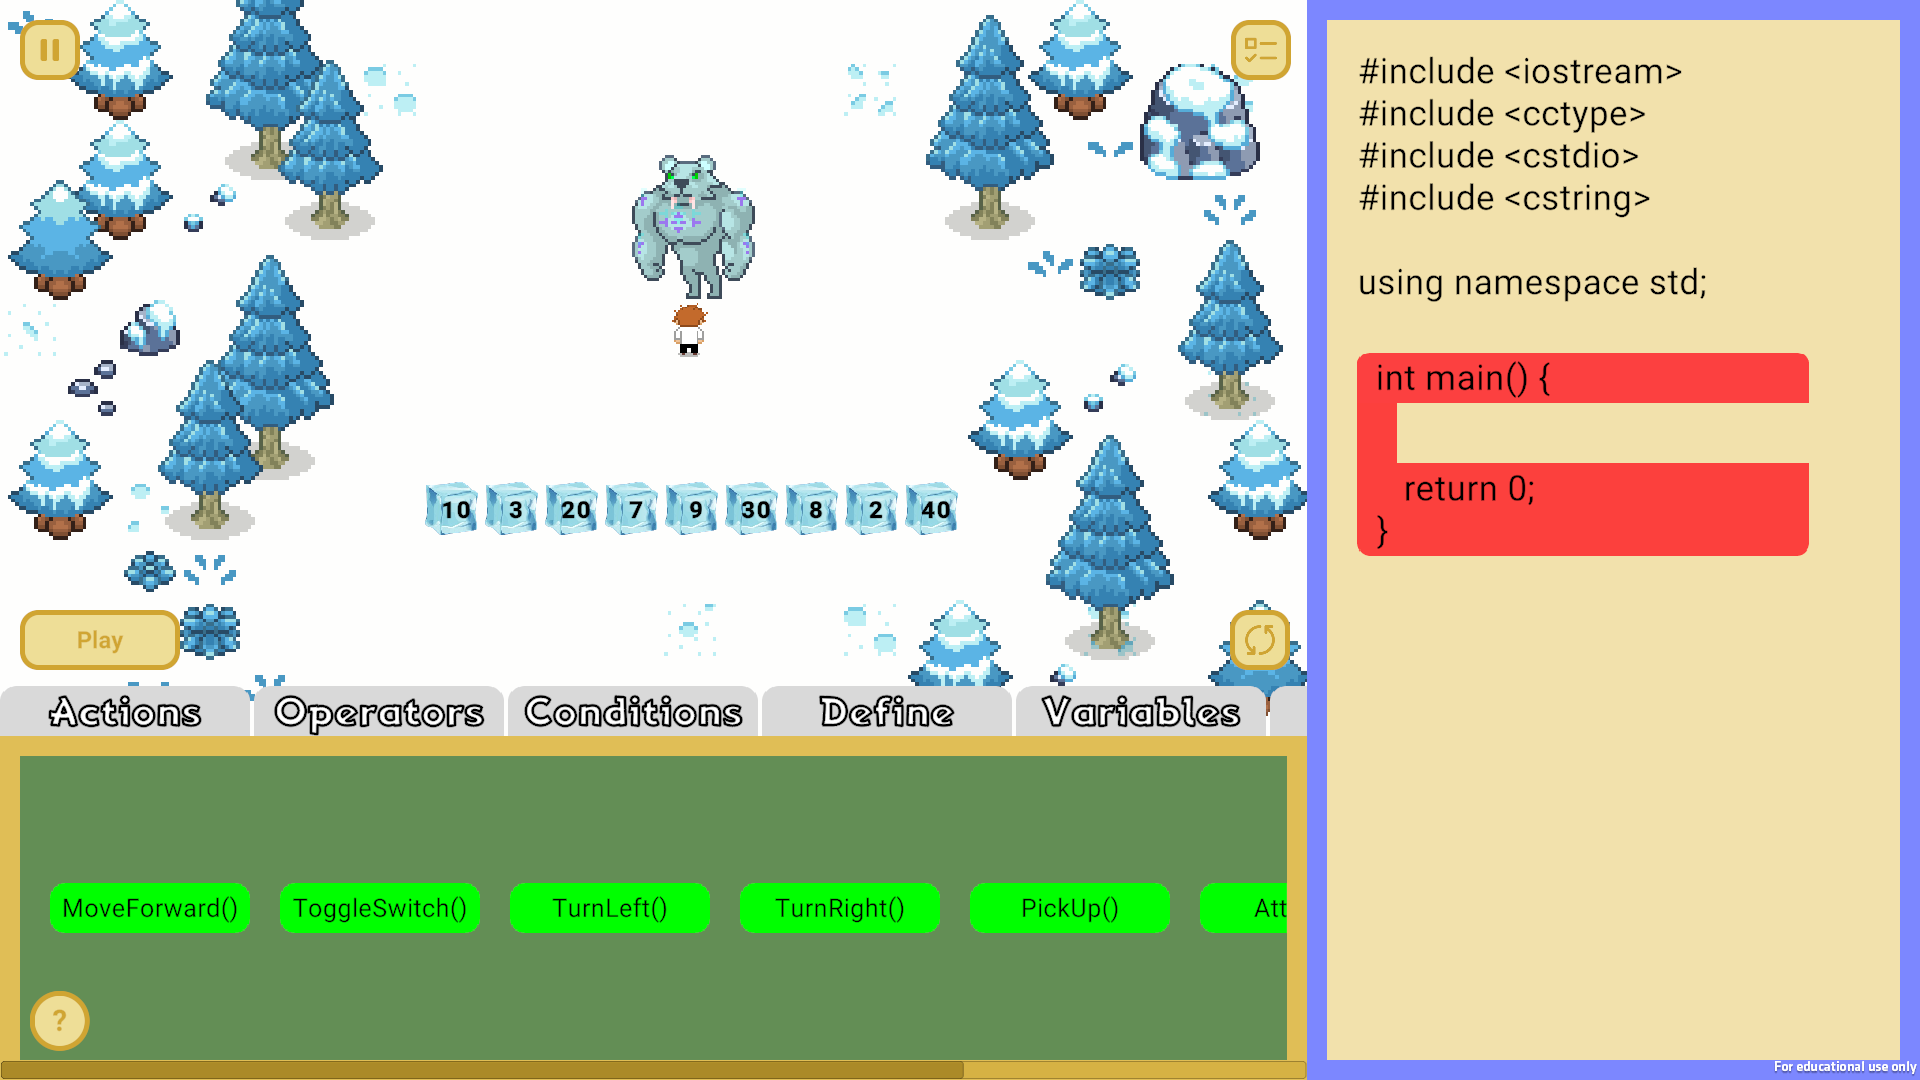 10 3 20 7 9 30 8 2 40
Play
Actions Operators Conditions Define Variables
MoveForward() ToggleSwitch() TurnLeft() TurnRight() PickUp() Att
?
#include <iostream>
#include <cctype>
#include <cstdio>
#include <cstring>
using namespace std;
int main() {
return 0;
}
For educational use only